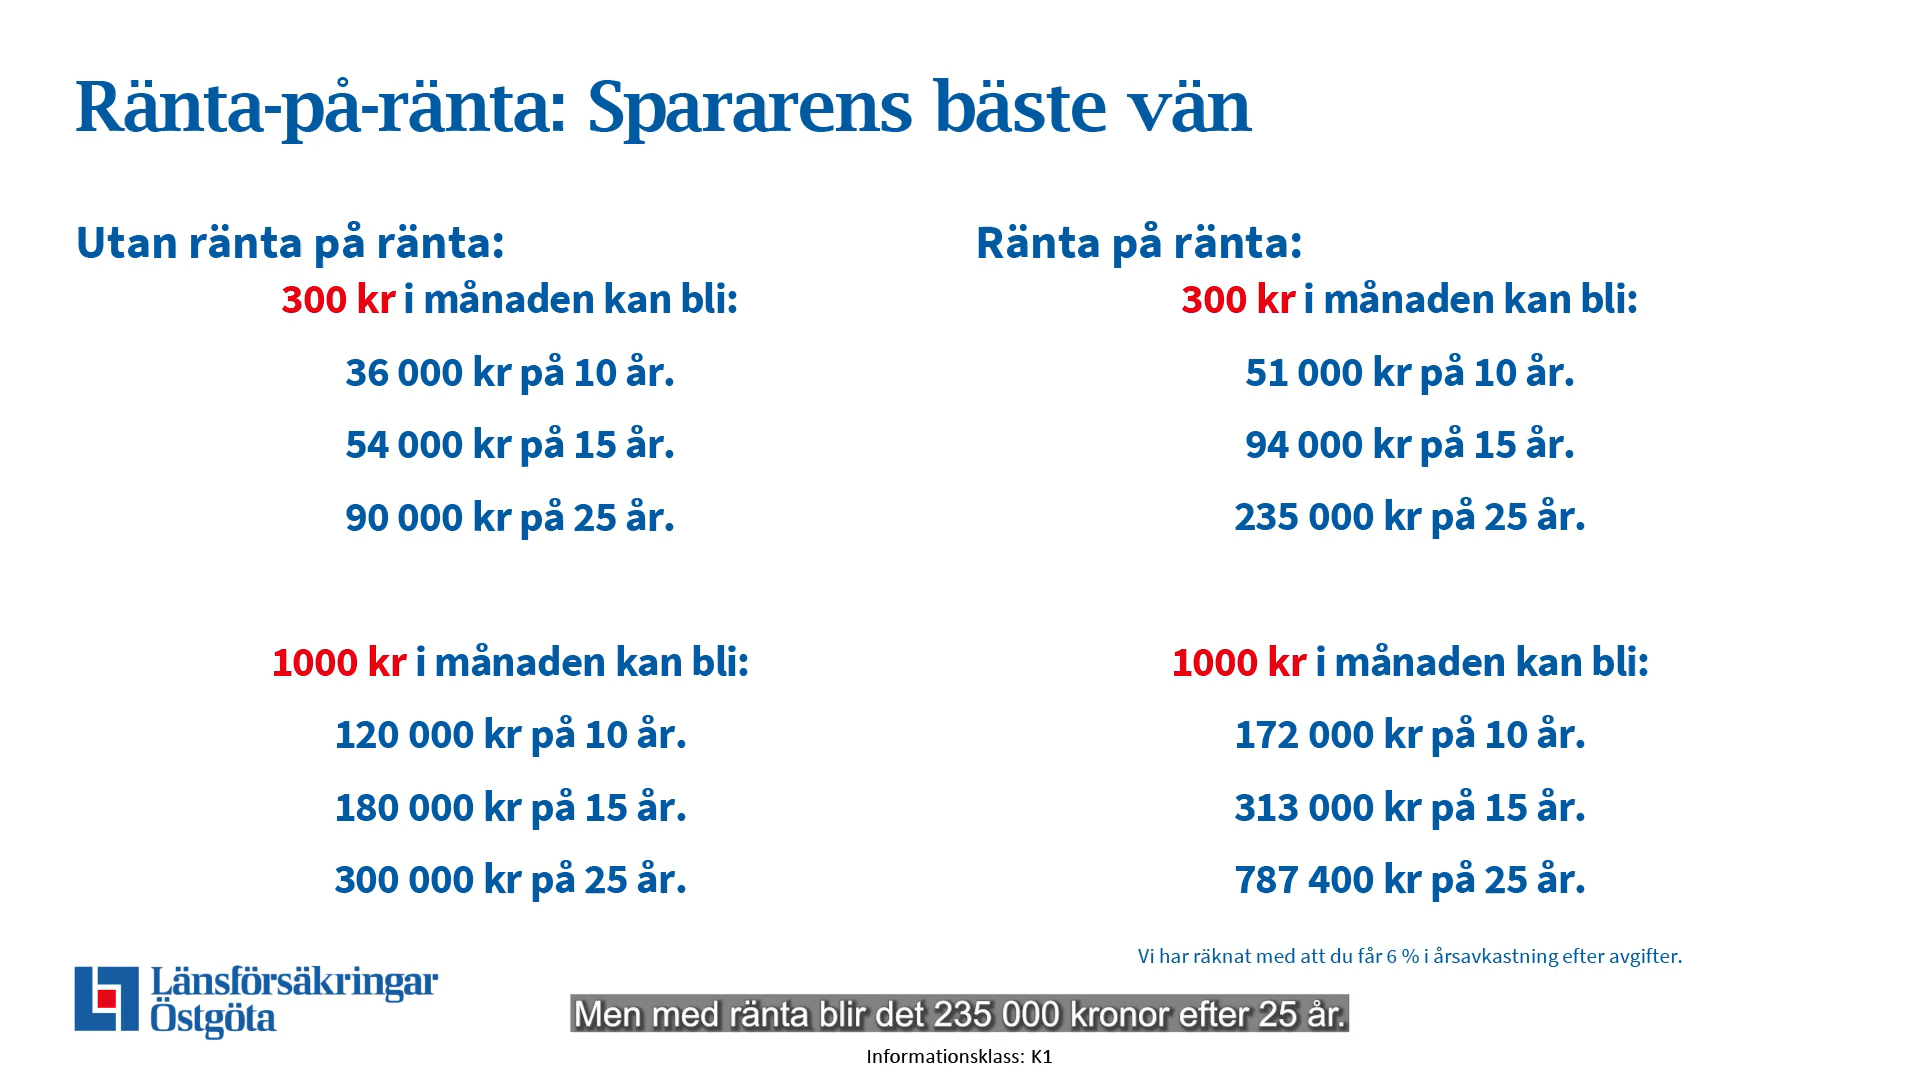 Ränta-på-ränta: Spararens bäste vän
Utan ränta på ränta:
300 kr i månaden kan bli:
36 000 kr på 10 år.
54 000 kr på 15 år.
90 000 kr på 25 år.
1000 kr i månaden kan bli:
120 000 kr på 10 år.
180 000 kr på 15 år.
300 000 kr på 25 år.
Ränta på ränta:
300 kr i månaden kan bli:
51 000 kr på 10 år.
94 000 kr på 15 år.
235 000 kr på 25 år.
1000 kr i månaden kan bli:
172 000 kr på 10 år.
313 000 kr på 15 år.
787 400 kr på 25 år.
Vi har räknat med att du får 6 % i årsavkastning efter avgifter.
Länsförsäkringar
Östgöta
Men med ränta blir det 235 000 kronor efter 25 år.
Informationsklass: K1